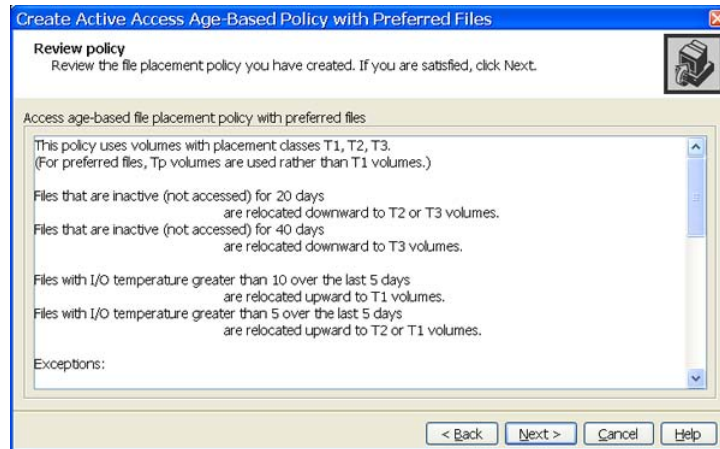 Create Active Access Age-Based Policy with Preferred Files
Review policy
Review the file placement policy you have created. If you are satisfied, click Next.
Access age-based file placement policy with preferred files
This policy uses volumes with placement classes T1, T2, T3.
(For preferred files, Tp volumes are used rather than T1 volumes.)
Files that are inactive (not accessed) for 20 days
are relocated downward to T2 or T3 volumes.
Files that are inactive (not accessed) for 40 days
are relocated downward to T3 volumes.
Files with I/O temperature greater than 10 over the last 5 days
are relocated upward to T1 volumes.
Files with I/O temperature greater than 5 over the last 5 days
are relocated upward to T2 or T1 volumes.
Exceptions:
< Back Next > Cancel Help